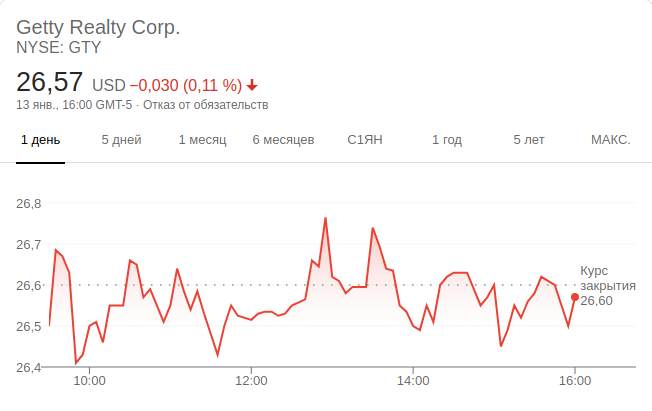 Getty Realty Corp.
NYSE: GTY
26,57 USD −0,030 (0,11 %)
13 янв., 16:00 GMT-5 · Отказ от обязательств
1 день 5 дней 1 месяц 6 месяцев С1ЯН 1 год 5 лет МАКС.
26,8
26,7
26,6
26,5
26,4
Курс
закрытия
26,60
10:00 12:00 14:00 16:00